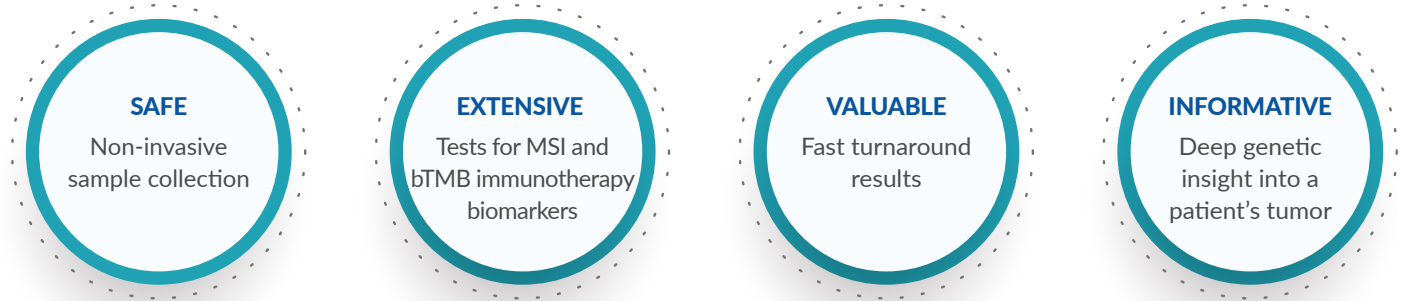 SAFE
Non-invasive
sample collection
EXTENSIVE
Tests for MSI and
bTMB immunotherapy
biomarkers
VALUABLE
Fast turnaround
results
INFORMATIVE
Deep genetic
insight into a
patient’s tumor